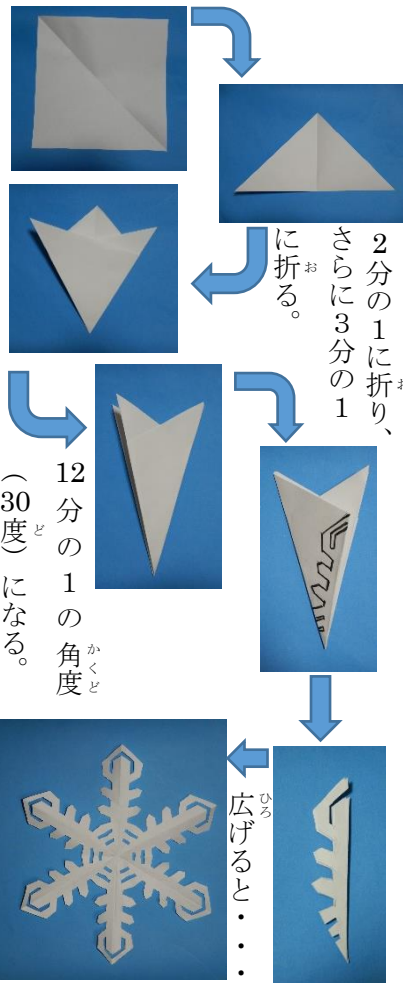 2分の1に折り、
さらに3分の1
に折る。
12分の1の角度
(30度)になる。
広げると・・・